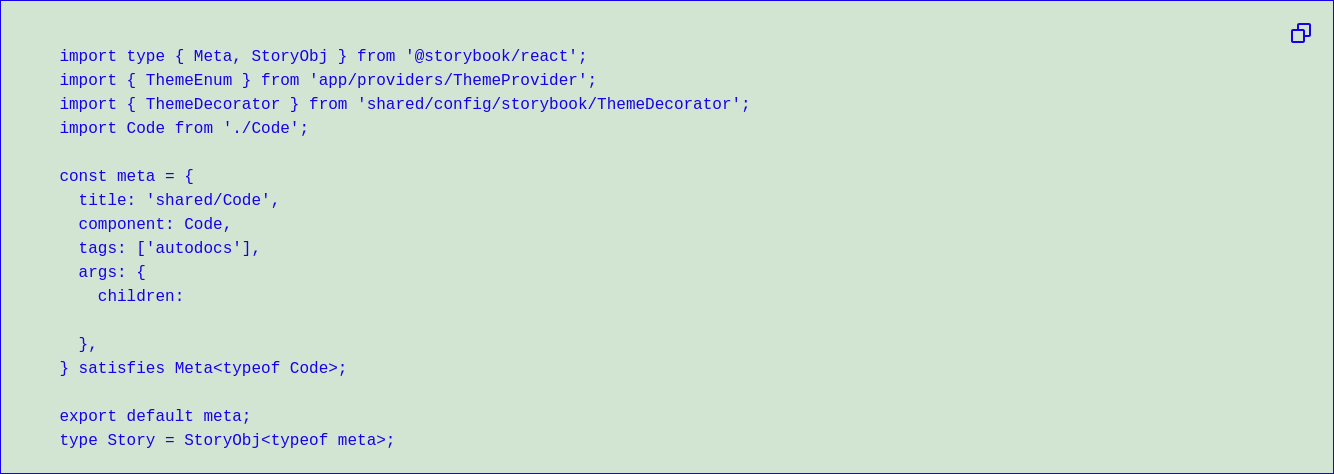 import type { Meta, StoryObj } from '@storybook/react';
import { ThemeEnum } from 'app/providers/ThemeProvider';
import { ThemeDecorator } from 'shared/config/storybook/ThemeDecorator';
import Code from './Code';

const meta = {
  title: 'shared/Code',
  component: Code,
  tags: ['autodocs'],
  args: {
    children:

  },
} satisfies Meta<typeof Code>;

export default meta;
type Story = StoryObj<typeof meta>;